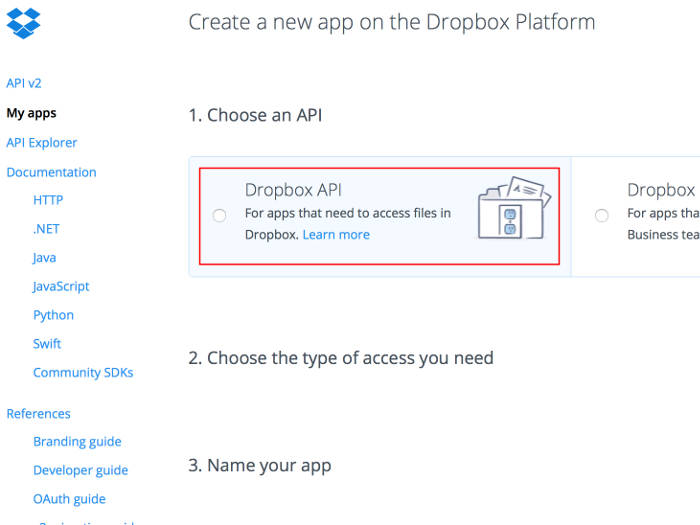 Create a new app on the Dropbox Platform
API v2
My apps
API Explorer
Documentation
HTTP
.NET
Java
JavaScript
Python
Swift
Community SDKs
References
Branding guide
Developer guide
OAuth guide
1. Choose an API
Dropbox API
For apps that need to access files in
Dropbox. Learn more
Dropbox
For apps tha
Business tea
2. Choose the type of access you need
3. Name your app